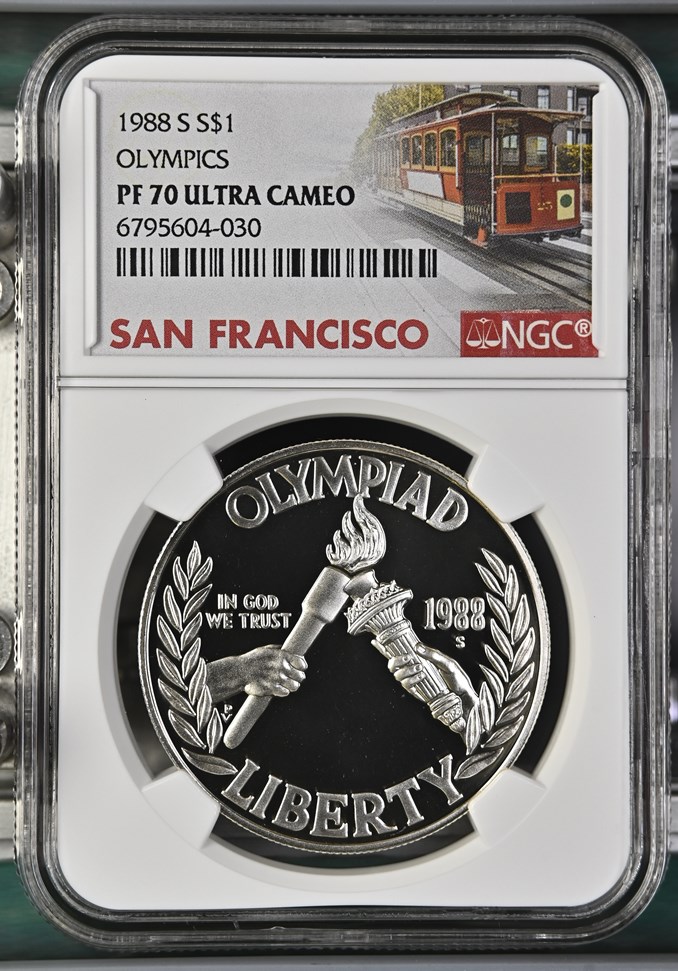 1988 S S$1
OLYMPICS
PF 70 ULTRA CAMEO
6795604-030
SAN FRANCISCO
NGC®
OLYMPIAD
IN GOD
WE TRUST
1988
S
P
V
LIBERTY